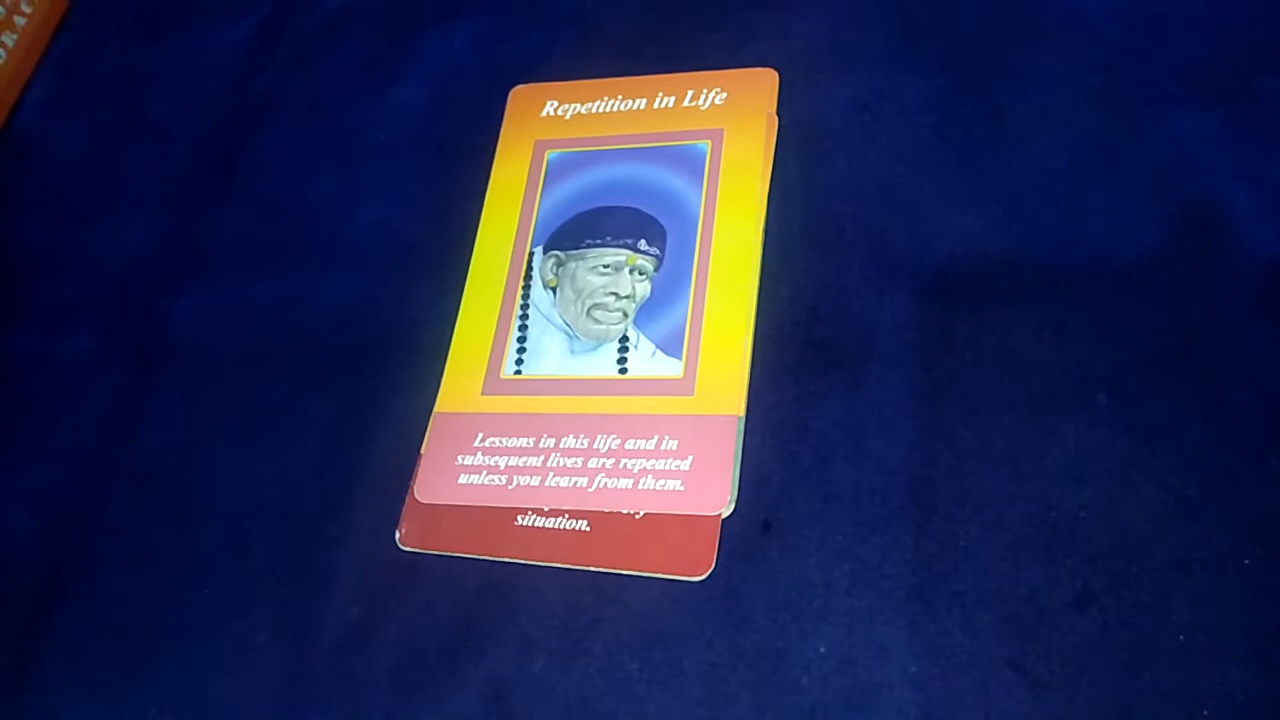 Repetition in Life
Lessons in this life and in
subsequent lives are repeated
unless you learn from them.
situation.